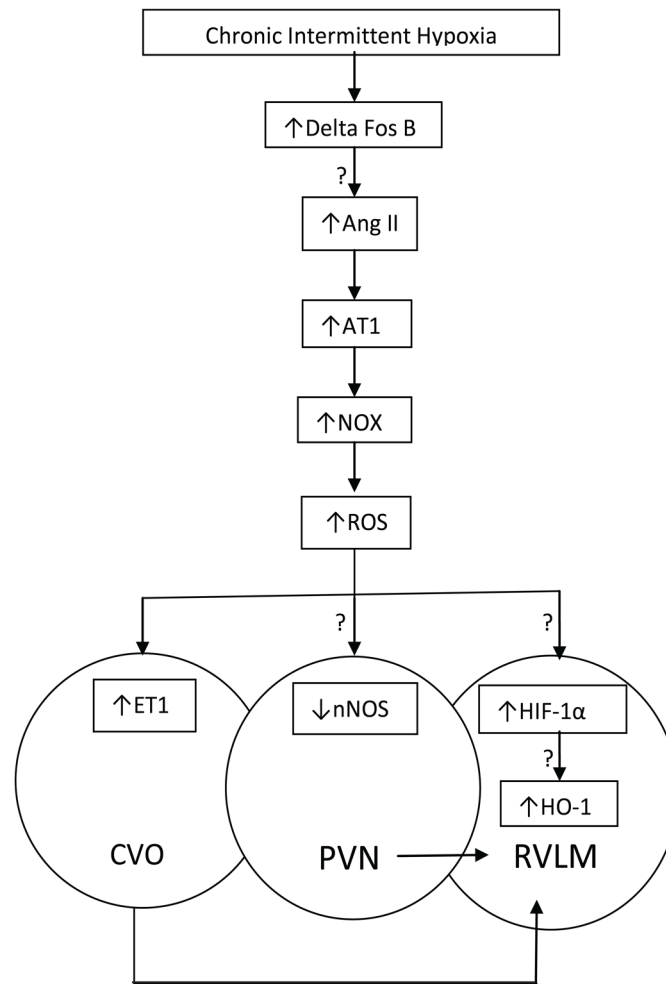 Chronic Intermittent Hypoxia
↑Delta Fos B
?
↑Ang II
↑AT1
↑NOX
↑ROS
? ?
↑ET1 ↓nNOS ↑HIF-1α
?
↑HO-1
CVO PVN RVLM